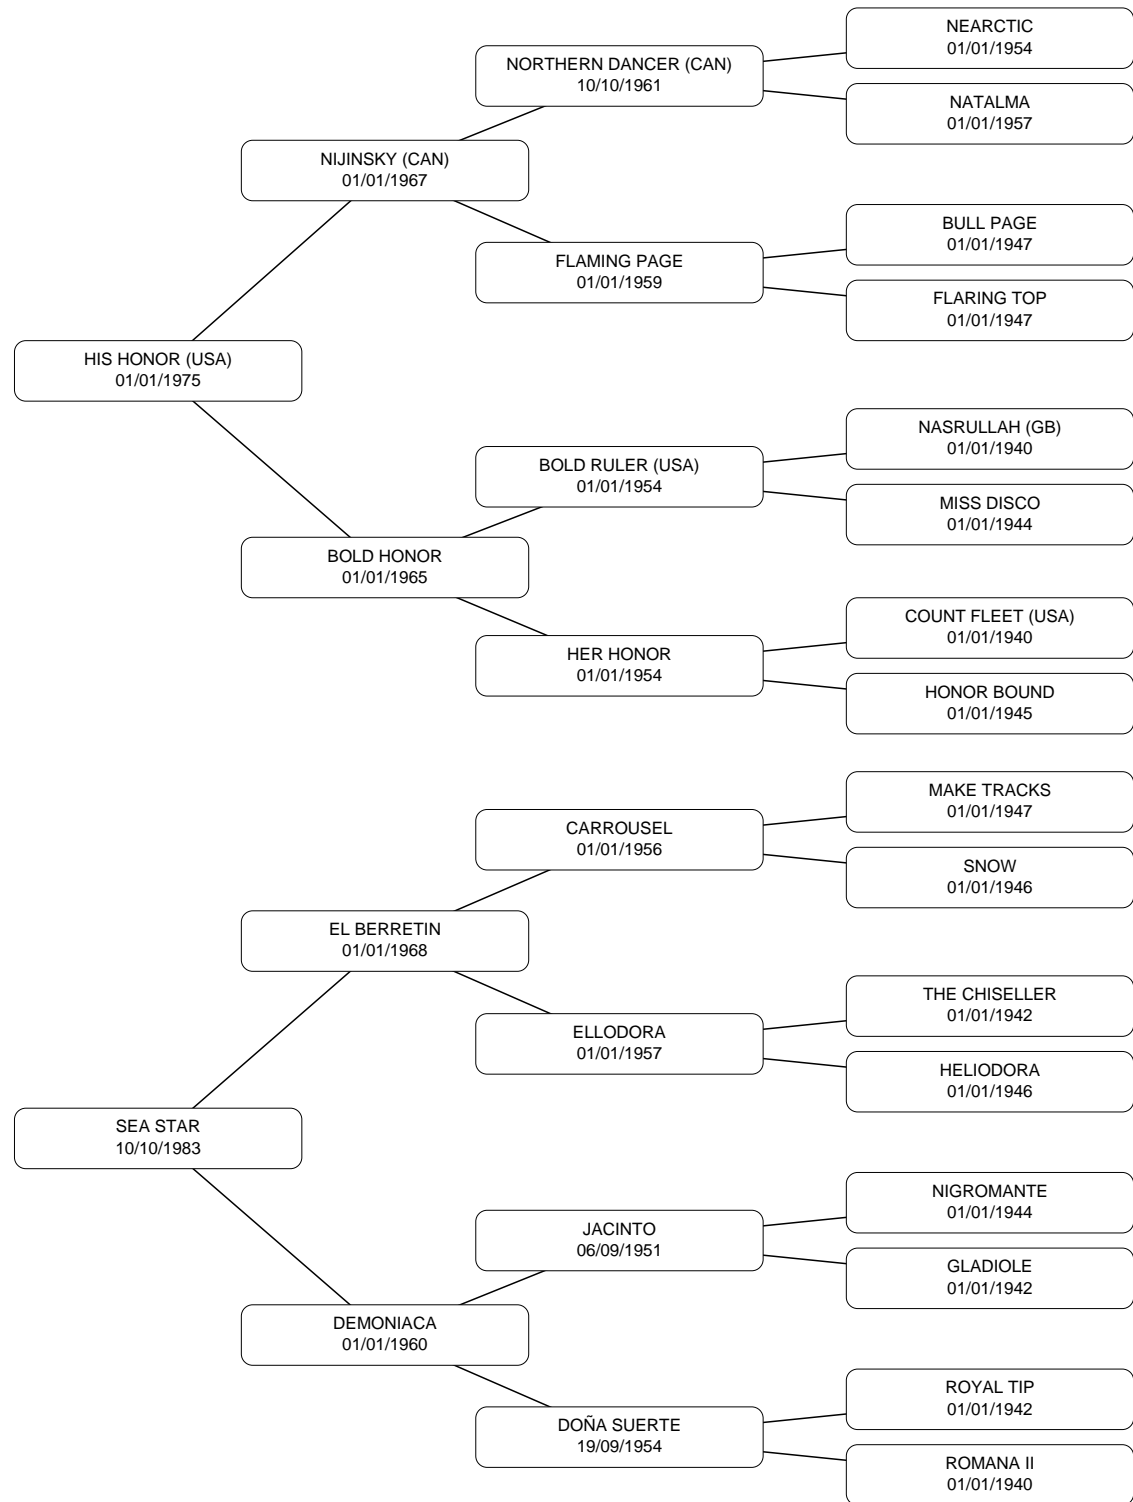 NEARCTIC
01/01/1954
NORTHERN DANCER (CAN)
10/10/1961
NATALMA
01/01/1957
NIJINSKY (CAN)
01/01/1967
BULL PAGE
01/01/1947
FLAMING PAGE
01/01/1959
FLARING TOP
01/01/1947
HIS HONOR (USA)
01/01/1975
NASRULLAH (GB)
01/01/1940
BOLD RULER (USA)
01/01/1954
MISS DISCO
01/01/1944
BOLD HONOR
01/01/1965
COUNT FLEET (USA)
01/01/1940
HER HONOR
01/01/1954
HONOR BOUND
01/01/1945
MAKE TRACKS
01/01/1947
CARROUSEL
01/01/1956
SNOW
01/01/1946
EL BERRETIN
01/01/1968
THE CHISELLER
01/01/1942
ELLODORA
01/01/1957
HELIODORA
01/01/1946
SEA STAR
10/10/1983
NIGROMANTE
01/01/1944
JACINTO
06/09/1951
GLADIOLE
01/01/1942
DEMONIACA
01/01/1960
ROYAL TIP
01/01/1942
DOÑA SUERTE
19/09/1954
ROMANA II
01/01/1940